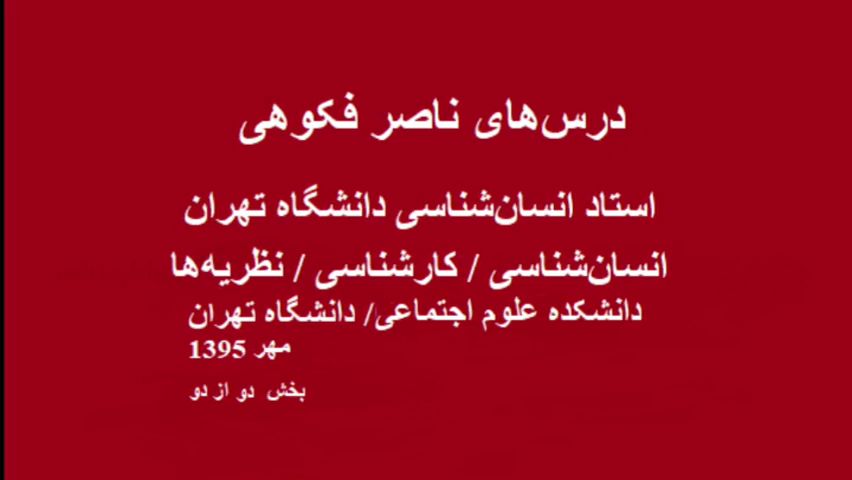 درس‌های ناصر فکوهی
استاد انسان‌شناسی دانشگاه تهران
انسان‌شناسی / کارشناسی / نظریه‌ها
دانشکده علوم اجتماعی/ دانشگاه تهران
مهر 1395
بخش دو از دو